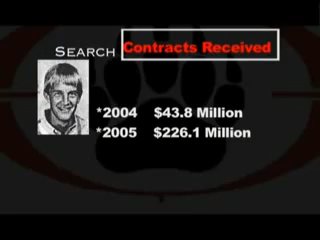 SEARCH Contracts Received
*2004 $43.8 Million
*2005 $226.1 Million